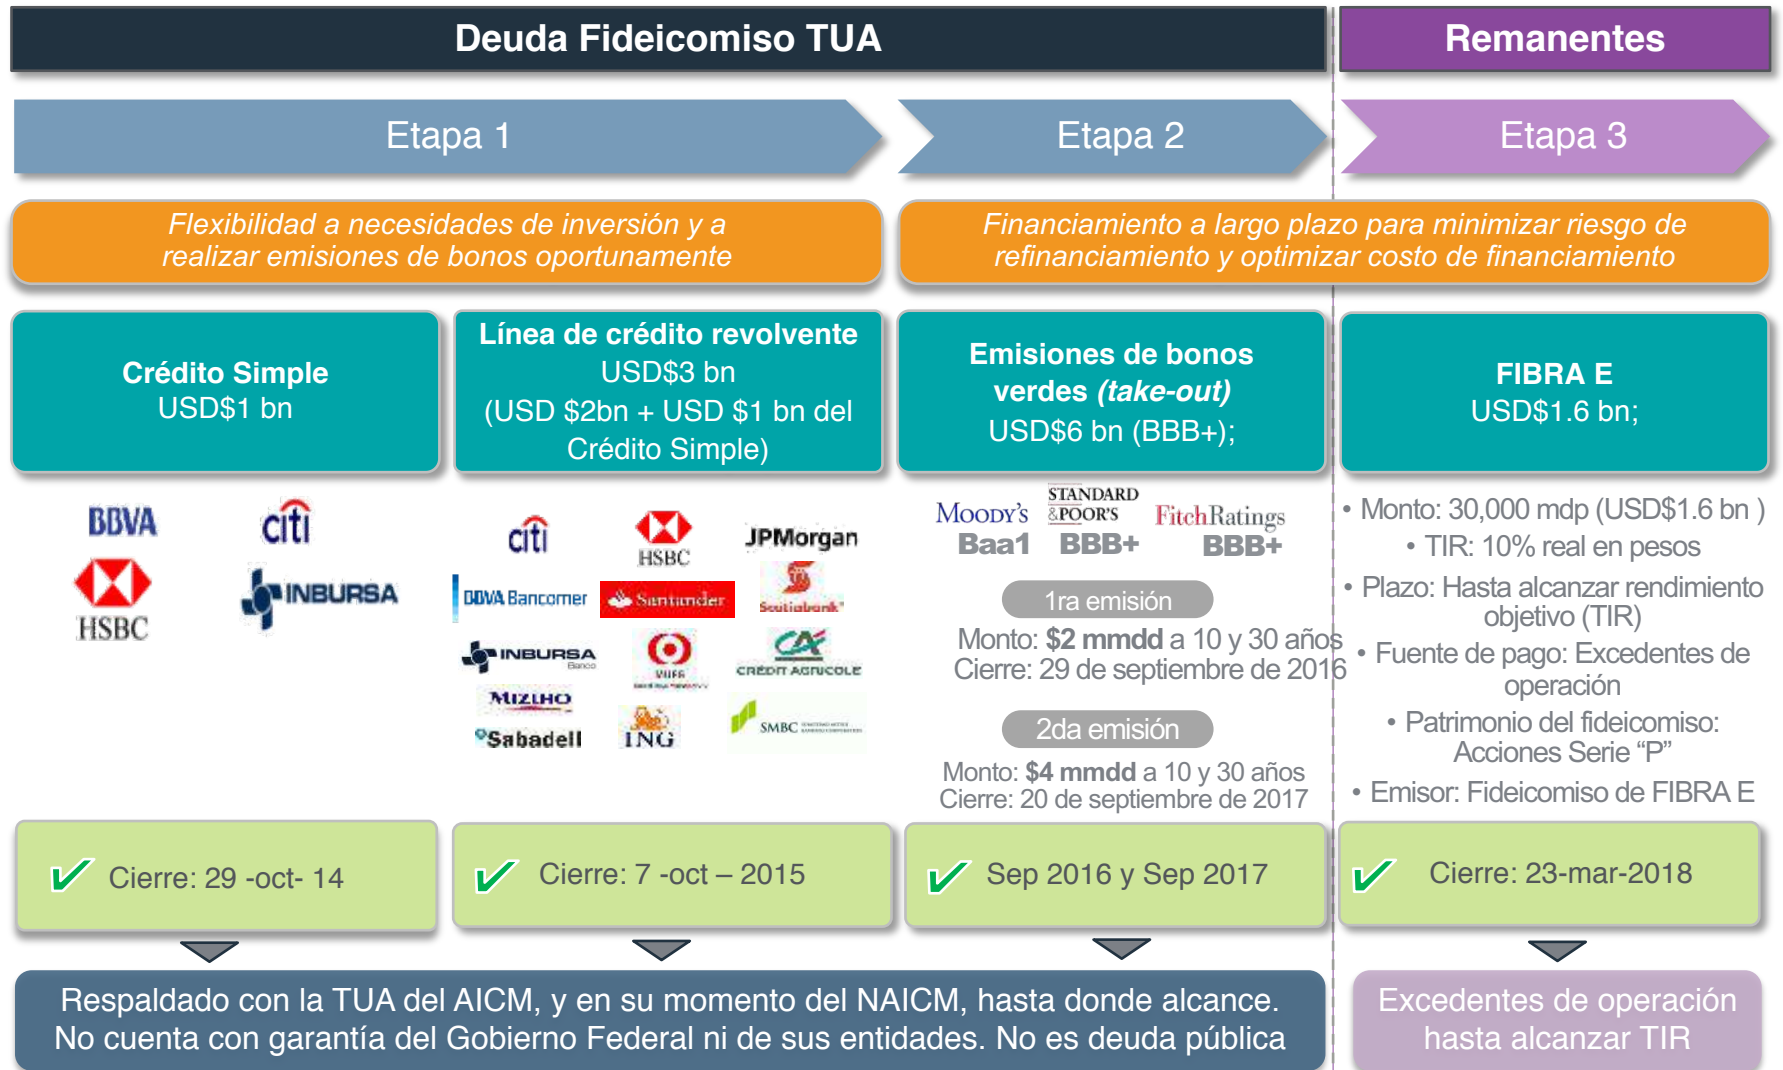 Deuda Fideicomiso TUA
Remanentes
Etapa 1
Etapa 2
Etapa 3
Flexibilidad a necesidades de inversión y a
realizar emisiones de bonos oportunamente
Financiamiento a largo plazo para minimizar riesgo de
refinanciamiento y optimizar costo de financiamiento
Crédito Simple
USD$1 bn
Línea de crédito revolvente
USD$3 bn
(USD $2bn + USD $1 bn del
Crédito Simple)
Emisiones de bonos
verdes (take-out)
USD$6 bn (BBB+);
FIBRA E
USD$1.6 bn;
BBVA
citi
HSBC
INBURSA
citi
HSBC
JPMorgan
BBVA Bancomer
Santander
Scotiabank
INBURSA
Banco
MUFG
CRÉDIT AGRICOLE
MIZUHO
Sabadell
ING
SMBC
MOODY'S
Baa1
STANDARD
&POOR'S
BBB+
FitchRatings
BBB+
1ra emisión
Monto: $2 mmdd a 10 y 30 años
Cierre: 29 de septiembre de 2016
2da emisión
Monto: $4 mmdd a 10 y 30 años
Cierre: 20 de septiembre de 2017
• Monto: 30,000 mdp (USD$1.6 bn )
• TIR: 10% real en pesos
• Plazo: Hasta alcanzar rendimiento
objetivo (TIR)
• Fuente de pago: Excedentes de
operación
• Patrimonio del fideicomiso:
Acciones Serie “P”
• Emisor: Fideicomiso de FIBRA E
✔ Cierre: 29 -oct- 14
✔ Cierre: 7 -oct – 2015
✔ Sep 2016 y Sep 2017
✔ Cierre: 23-mar-2018
Respaldado con la TUA del AICM, y en su momento del NAICM, hasta donde alcance.
No cuenta con garantía del Gobierno Federal ni de sus entidades. No es deuda pública
Excedentes de operación
hasta alcanzar TIR